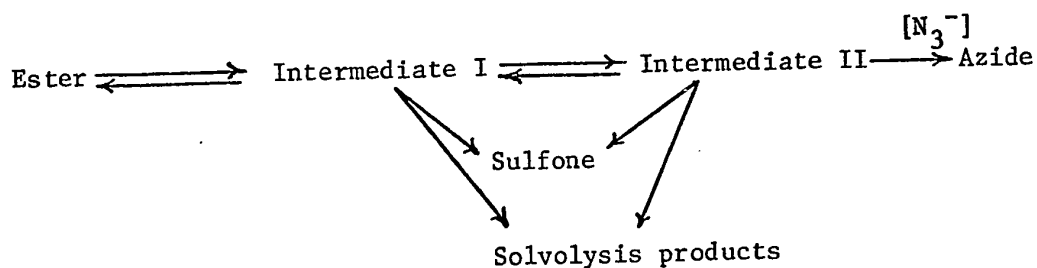 [N₃⁻]
Ester Intermediate I Intermediate II Azide
Sulfone
Solvolysis products